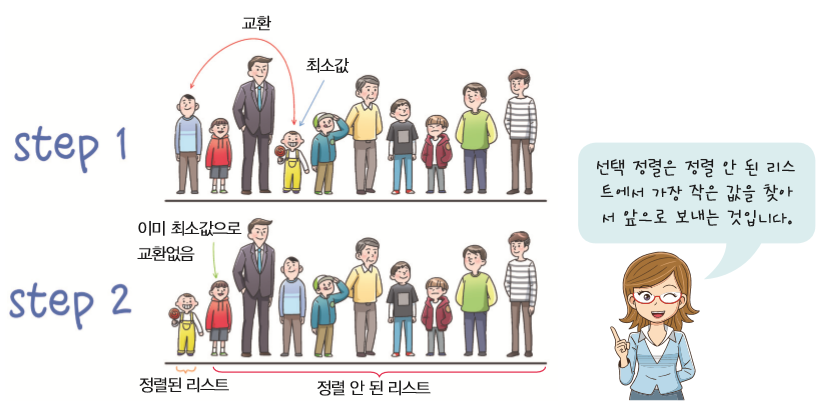 교환
최소값
step 1
선택 정렬은 정렬 안 된 리스
트에서 가장 작은 값을 찾아
서 앞으로 보내는 것입니다.
이미 최소값으로
교환없음
step 2
정렬된 리스트
정렬 안 된 리스트